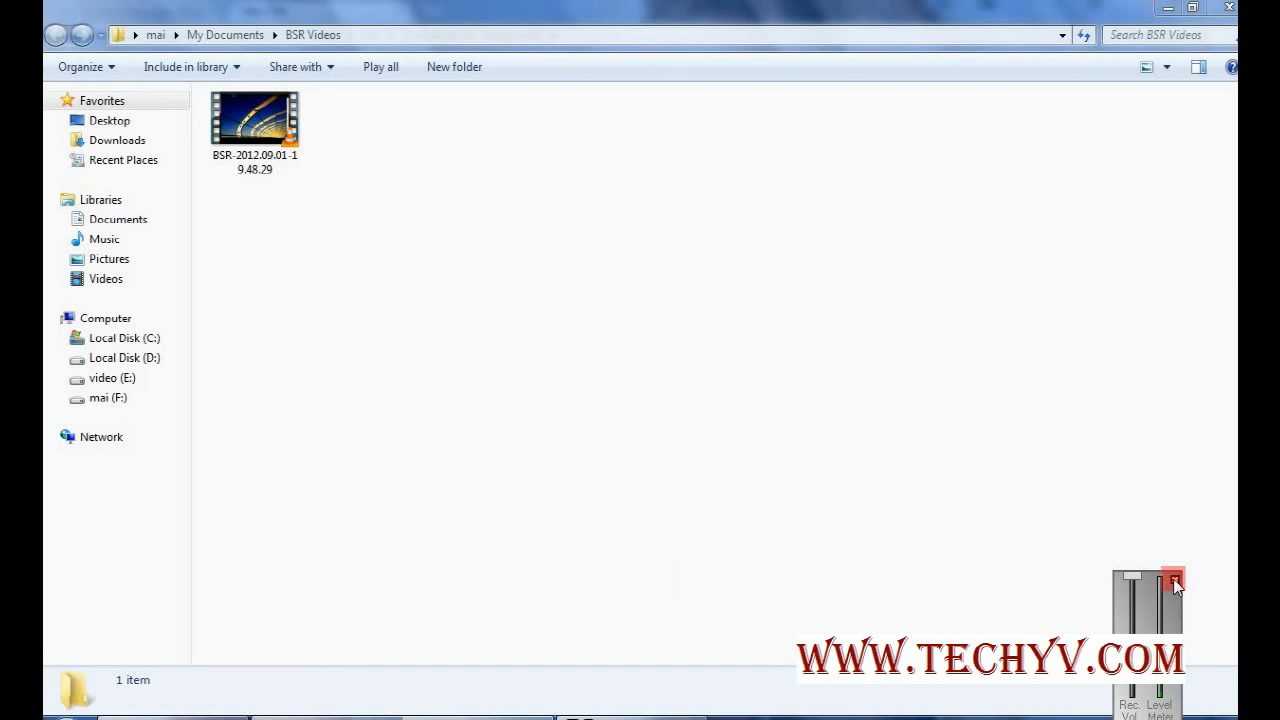 mai
My Documents
BSR Videos
Search BSR Videos
Organize
Include in library
Share with
Play all
New folder
Favorites
Desktop
Downloads
Recent Places
Libraries
Documents
Music
Pictures
Videos
Computer
Local Disk (C:)
Local Disk (D:)
video (E:)
mai (F:)
Network
BSR-2012.09.01-1
9.48.29
WWW.TECHYV.COM
1 item
Rec. Level
Vol Meter